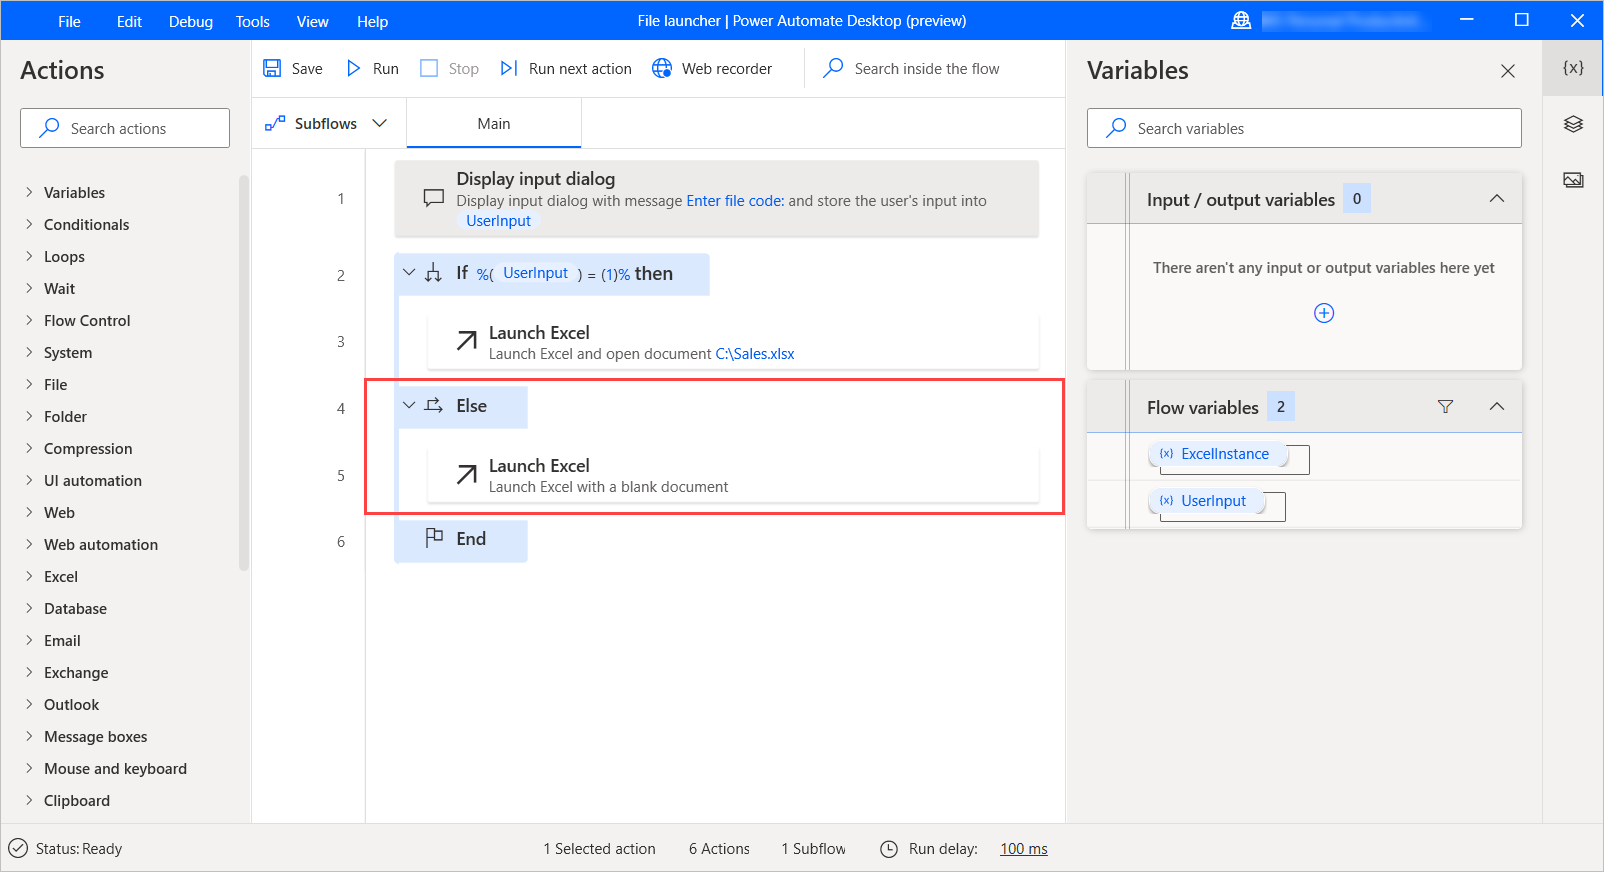 File Edit Debug Tools View Help File launcher | Power Automate Desktop (preview)
Actions
Search actions
Variables
Conditionals
Loops
Wait
Flow Control
System
File
Folder
Compression
UI automation
Web
Web automation
Excel
Database
Email
Exchange
Outlook
Message boxes
Mouse and keyboard
Clipboard
Save Run Stop Run next action Web recorder Search inside the flow
Subflows Main
1 Display input dialog
Display input dialog with message Enter file code: and store the user's input into
UserInput
2 If %( UserInput ) = (1)% then
3 Launch Excel
Launch Excel and open document C:\Sales.xlsx
4 Else
5 Launch Excel
Launch Excel with a blank document
6 End
Variables
{x}
Search variables
Input / output variables 0
There aren't any input or output variables here yet
Flow variables 2
{x} ExcelInstance
{x} UserInput
Status: Ready 1 Selected action 6 Actions 1 Subflow Run delay: 100 ms